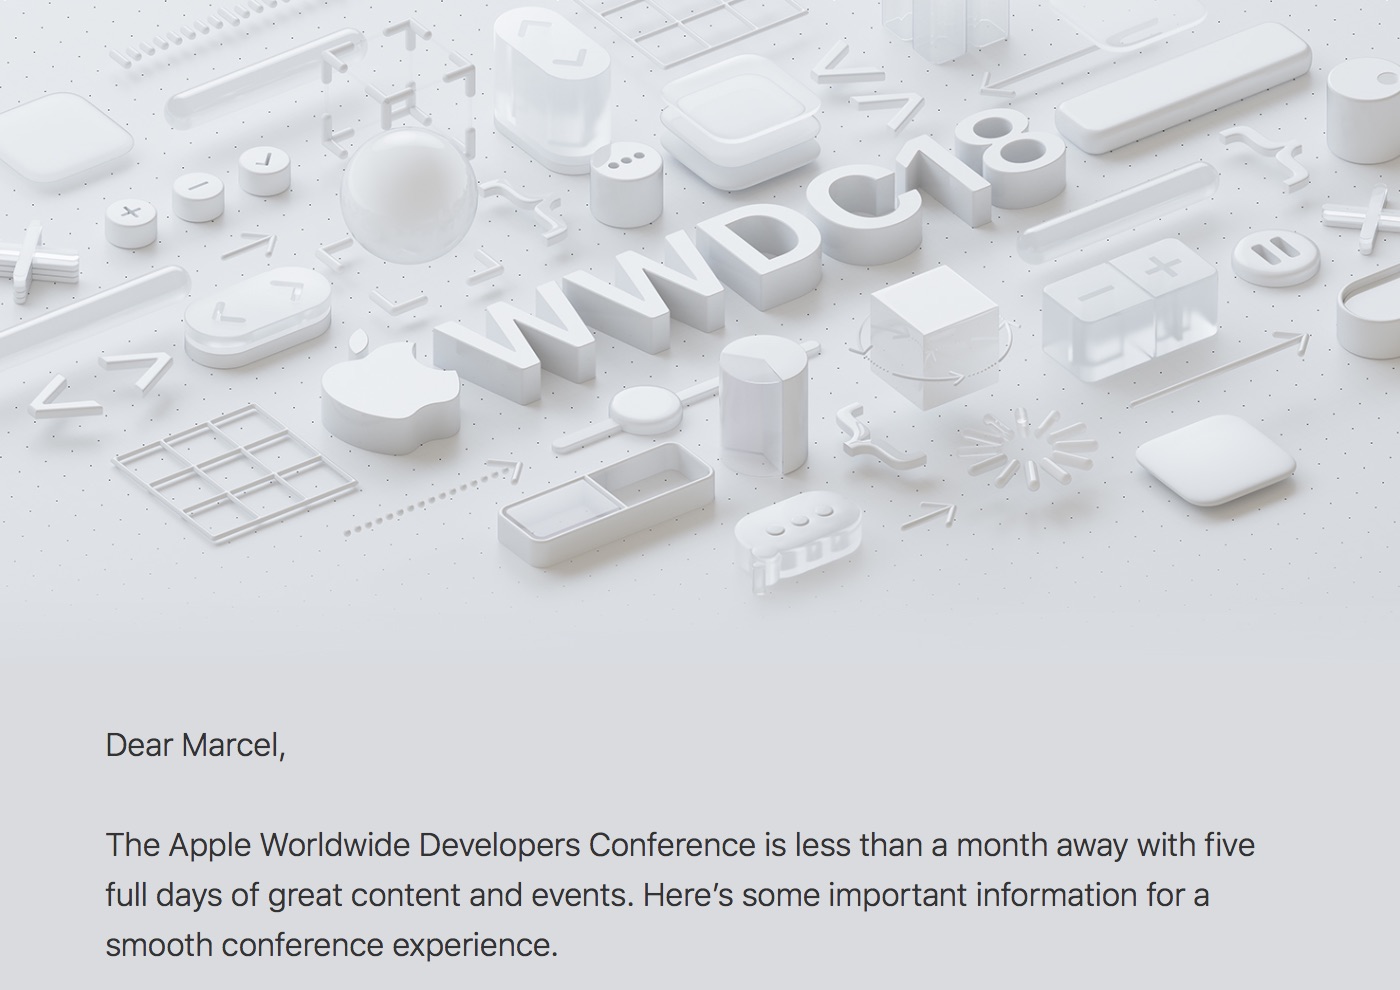 WWDC18
Dear Marcel,
The Apple Worldwide Developers Conference is less than a month away with five
full days of great content and events. Here’s some important information for a
smooth conference experience.